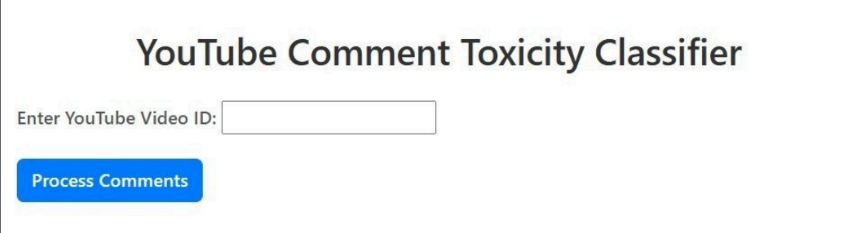 YouTube Comment Toxicity Classifier
Enter YouTube Video ID:
Process Comments